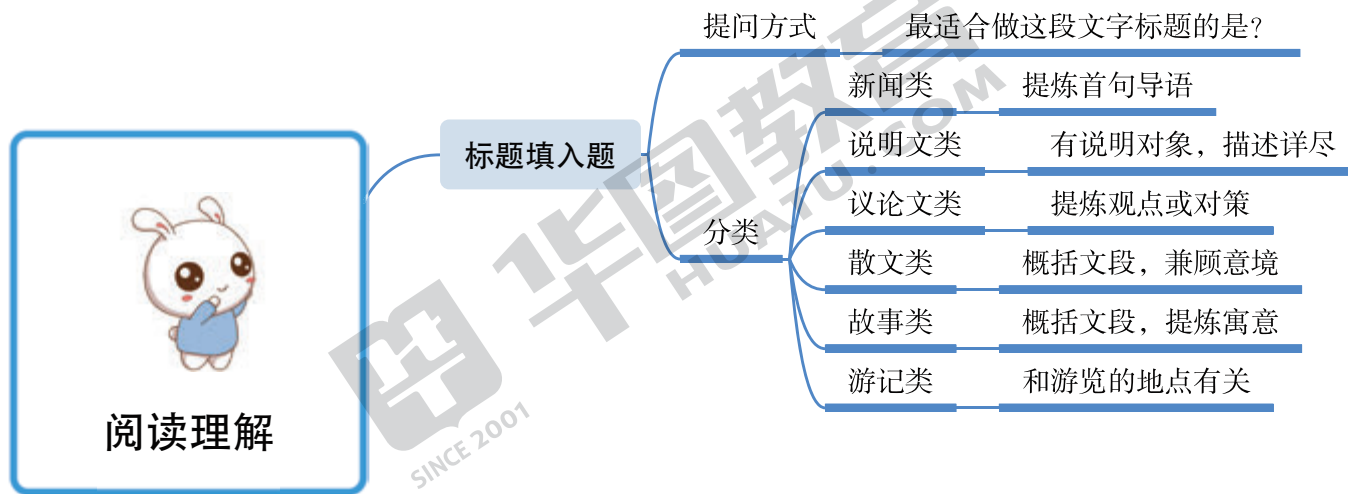 提问方式
最适合做这段文字标题的是?
新闻类
提炼首句导语
标题填入题
说明文类
有说明对象，描述详尽
议论文类
提炼观点或对策
分类
散文类
概括文段，兼顾意境
故事类
概括文段，提炼寓意
游记类
和游览的地点有关
阅读理解
华图教育
HUATU.COM
SINCE 2001